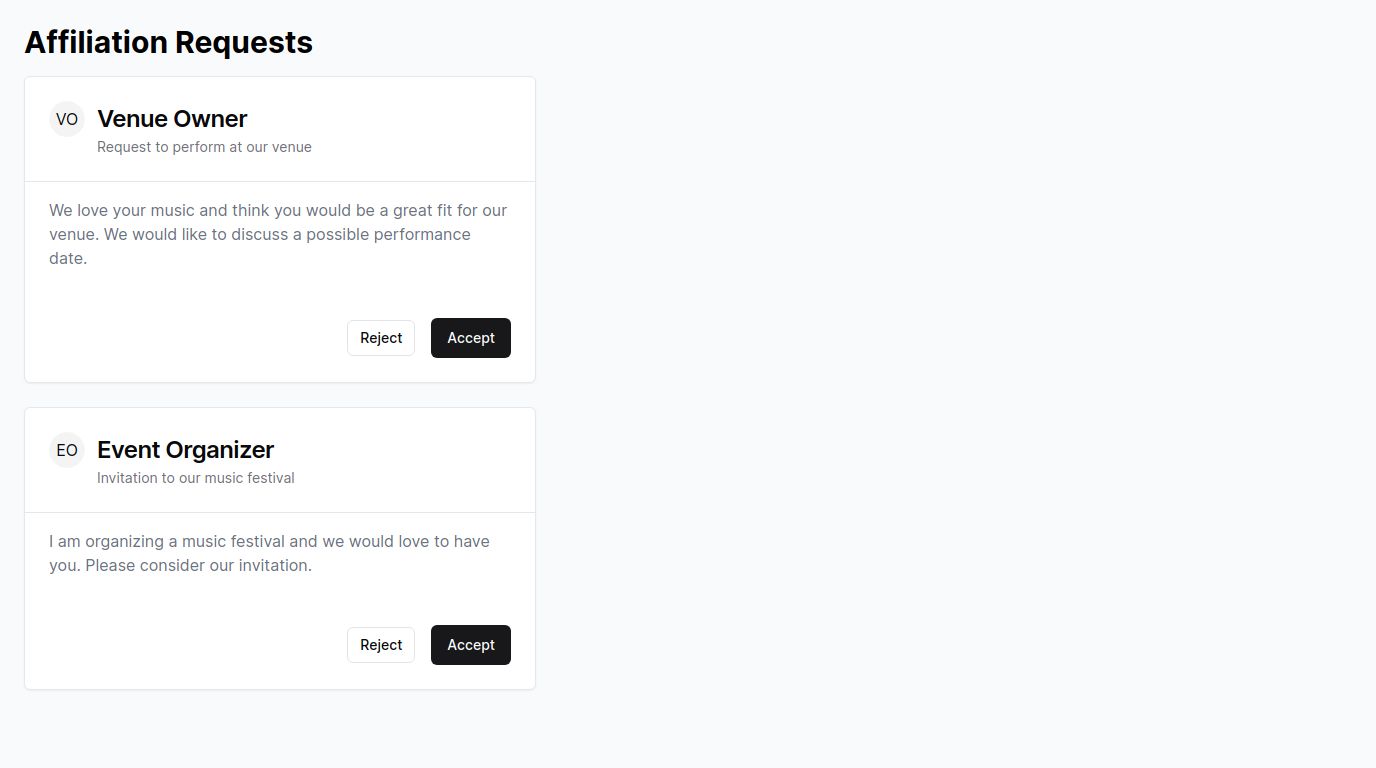 Affiliation Requests
VO
Venue Owner
Request to perform at our venue
We love your music and think you would be a great fit for our
venue. We would like to discuss a possible performance
date.
Reject
Accept
EO
Event Organizer
Invitation to our music festival
I am organizing a music festival and we would love to have
you. Please consider our invitation.
Reject
Accept